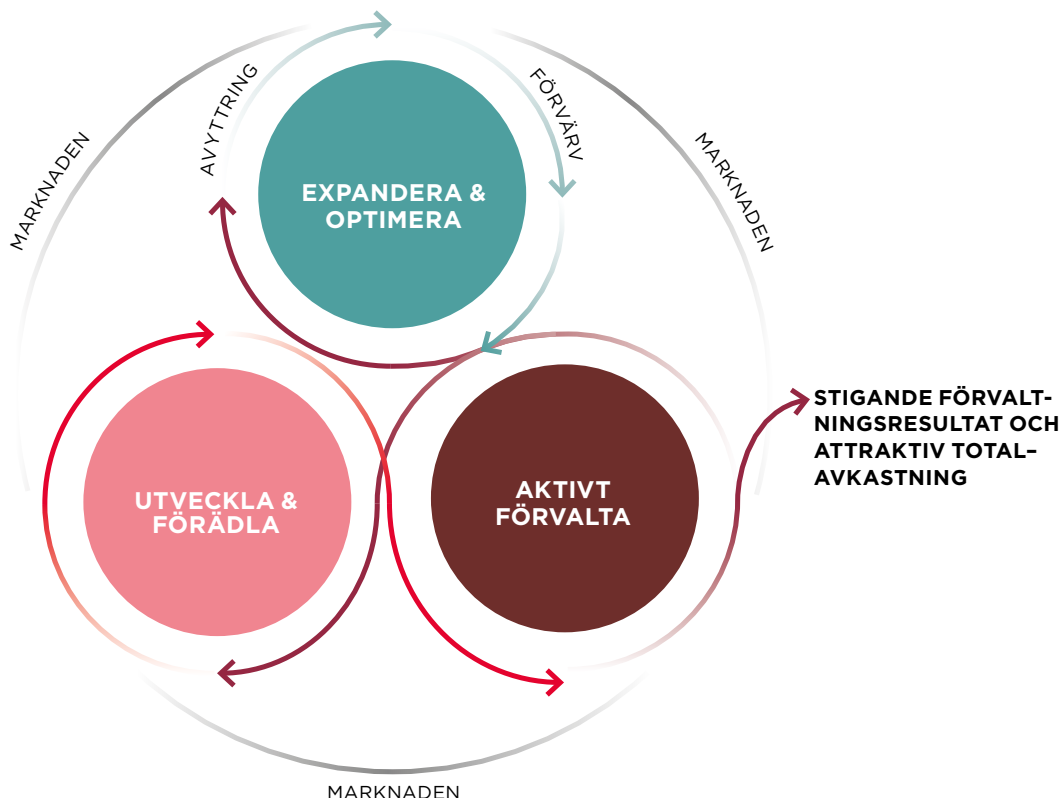 AVYTTRING
FÖRVÄRV
MARKNADEN
MARKNADEN
EXPANDERA &
OPTIMERA
STIGANDE FÖRVALT-
NINGSRESULTAT OCH
ATTRAKTIV TOTAL-
AVKASTNING
UTVECKLA &
FÖRÄDLA
AKTIVT
FÖRVALTA
MARKNADEN